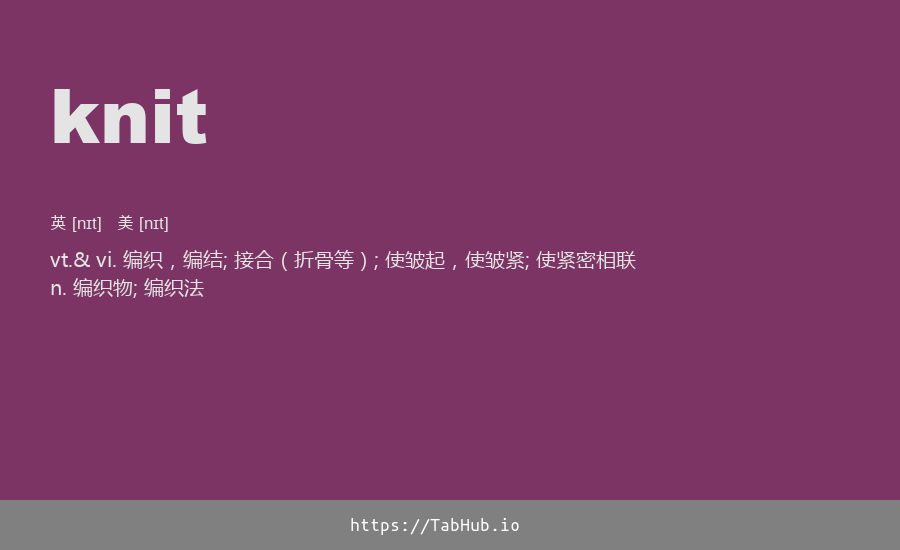 knit
英 [nɪt] 美 [nɪt]
vt.& vi. 编织，编结; 接合（折骨等）; 使皱起，使皱紧; 使紧密相联
n. 编织物; 编织法
https://TabHub.io